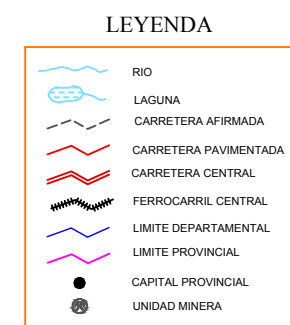 LEYENDA
RIO
LAGUNA
CARRETERA AFIRMADA
CARRETERA PAVIMENTADA
CARRETERA CENTRAL
FERROCARRIL CENTRAL
LIMITE DEPARTAMENTAL
LIMITE PROVINCIAL
CAPITAL PROVINCIAL
UNIDAD MINERA